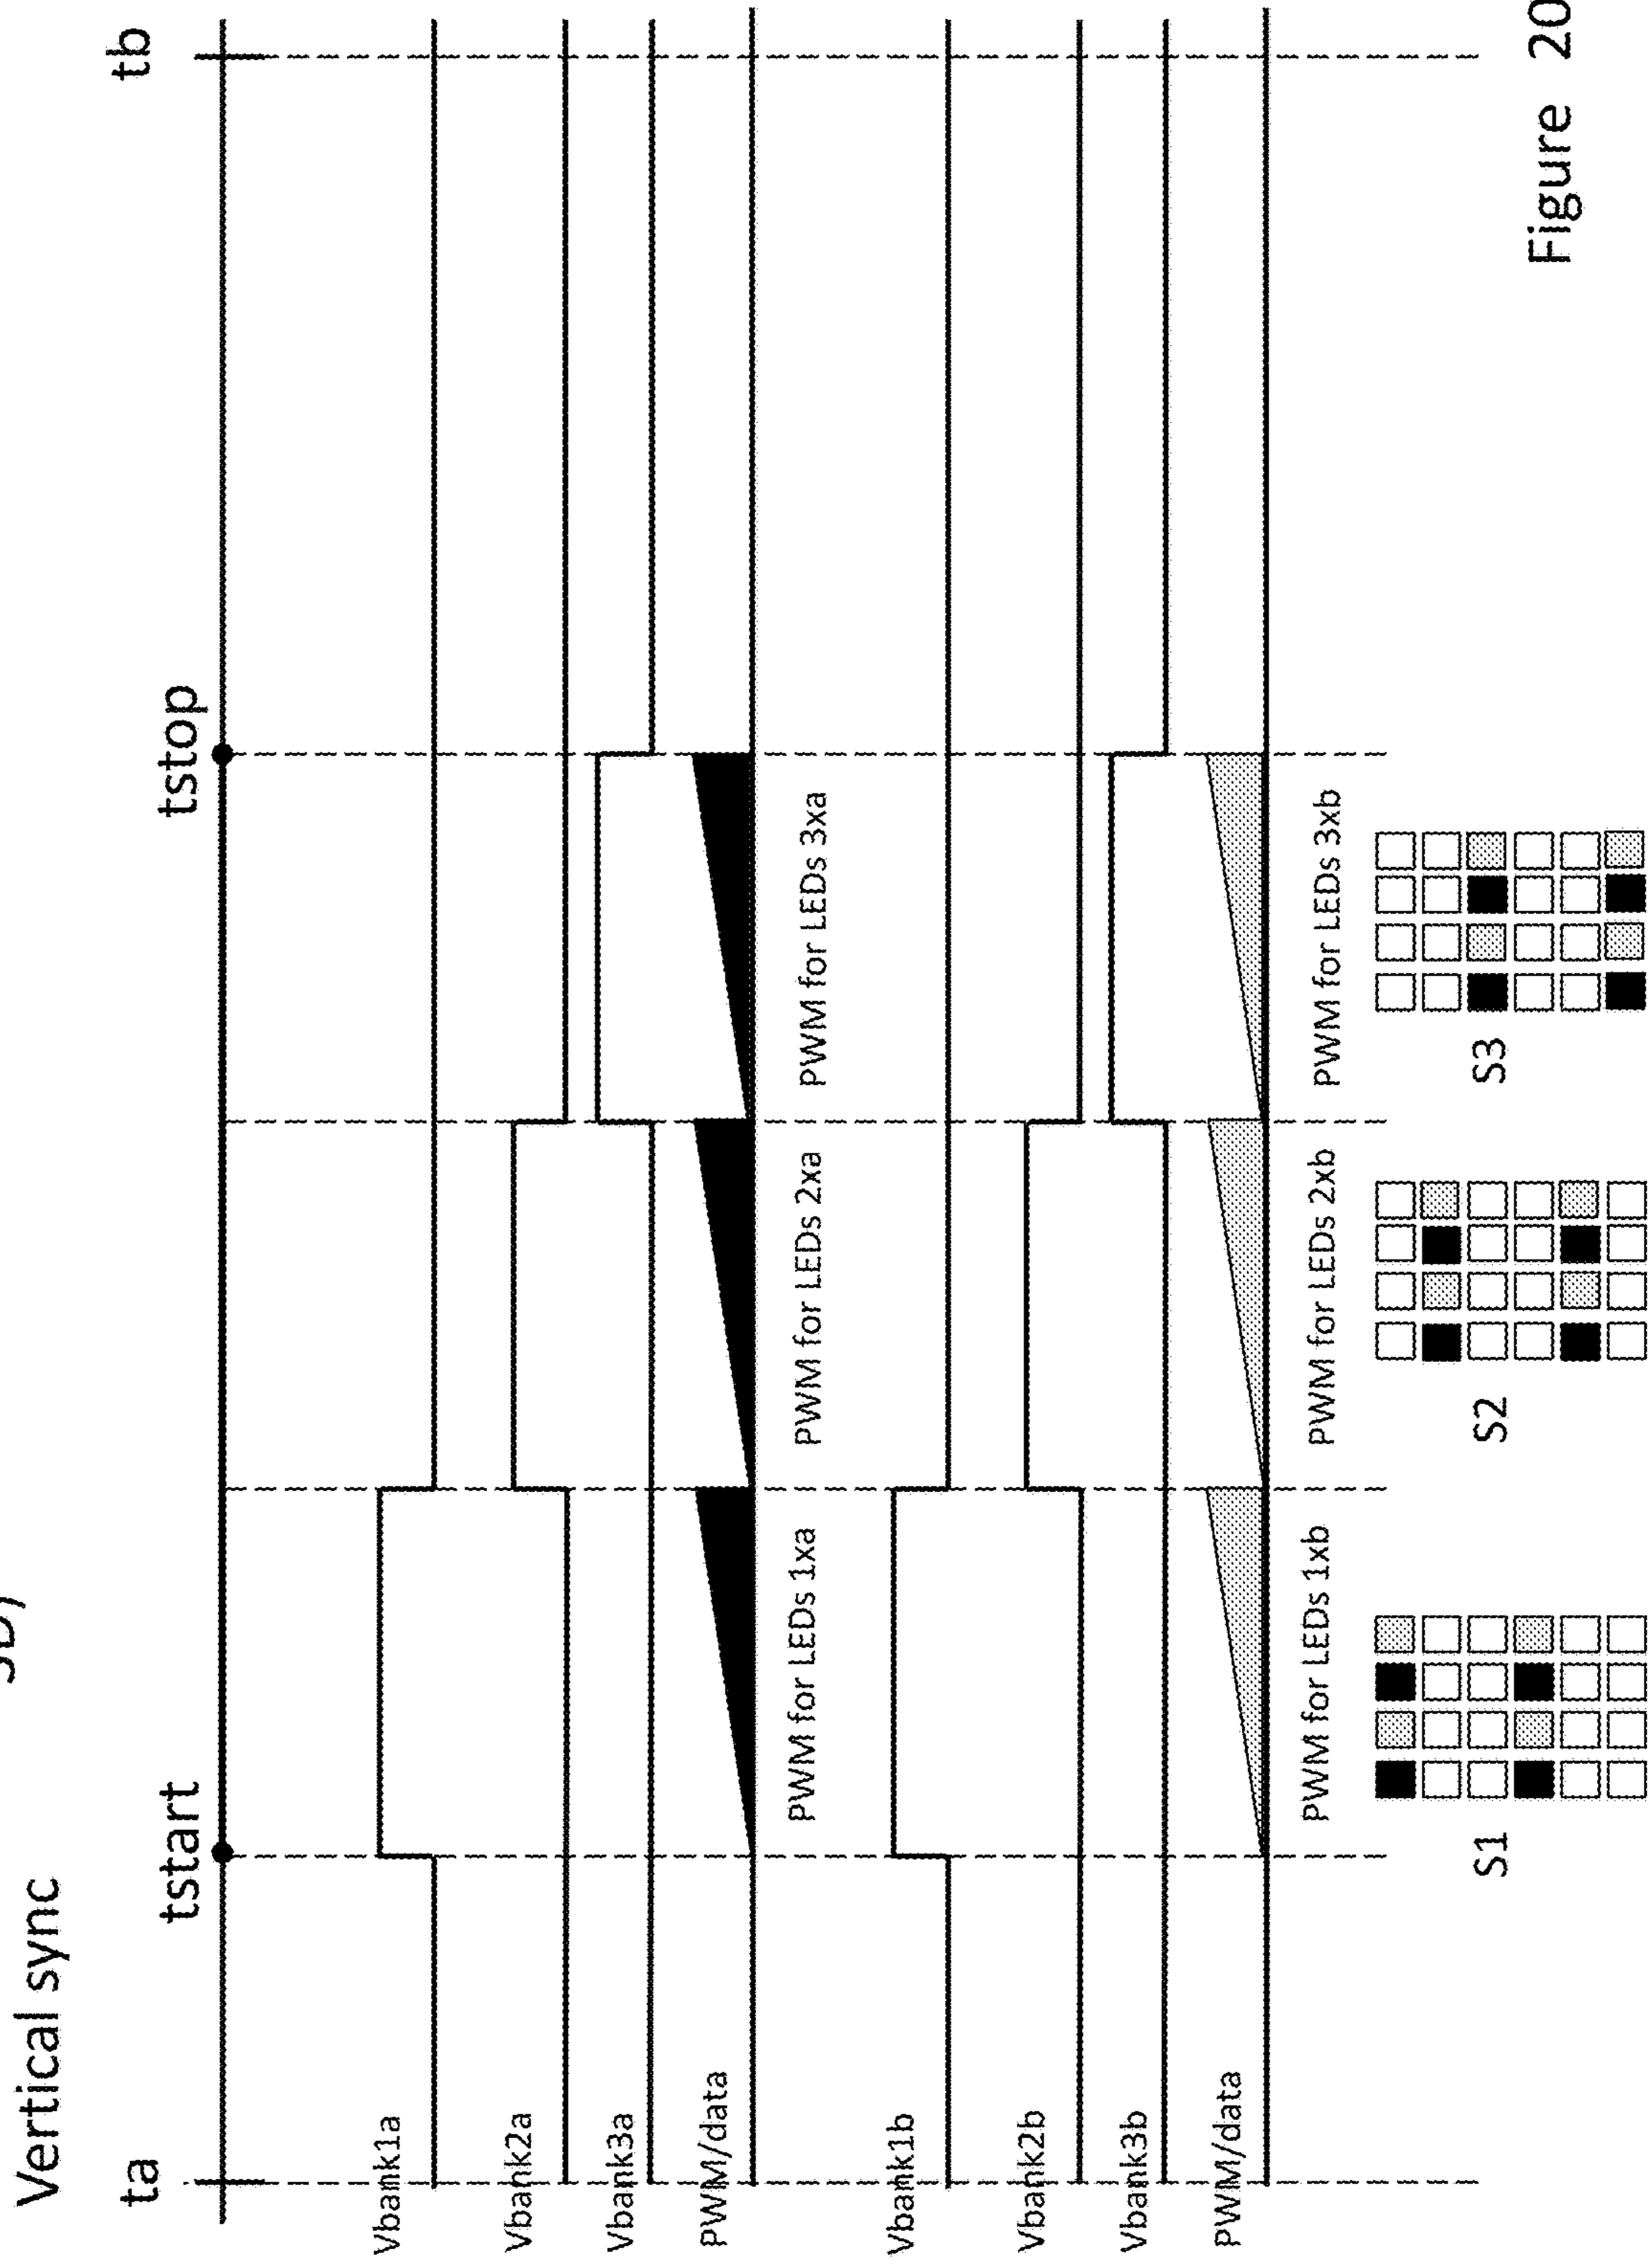 Vertical sync
ta
tstart
tstop
tb
Vbank1a
Vbank2a
Vbank3a
PWM/data
PWM for LEDs 1xa
PWM for LEDs 2xa
PWM for LEDs 3xa
Vbank1b
Vbank2b
Vbank3b
PWM/data
PWM for LEDs 1xb
PWM for LEDs 2xb
PWM for LEDs 3xb
S1
S2
S3
Figure 20